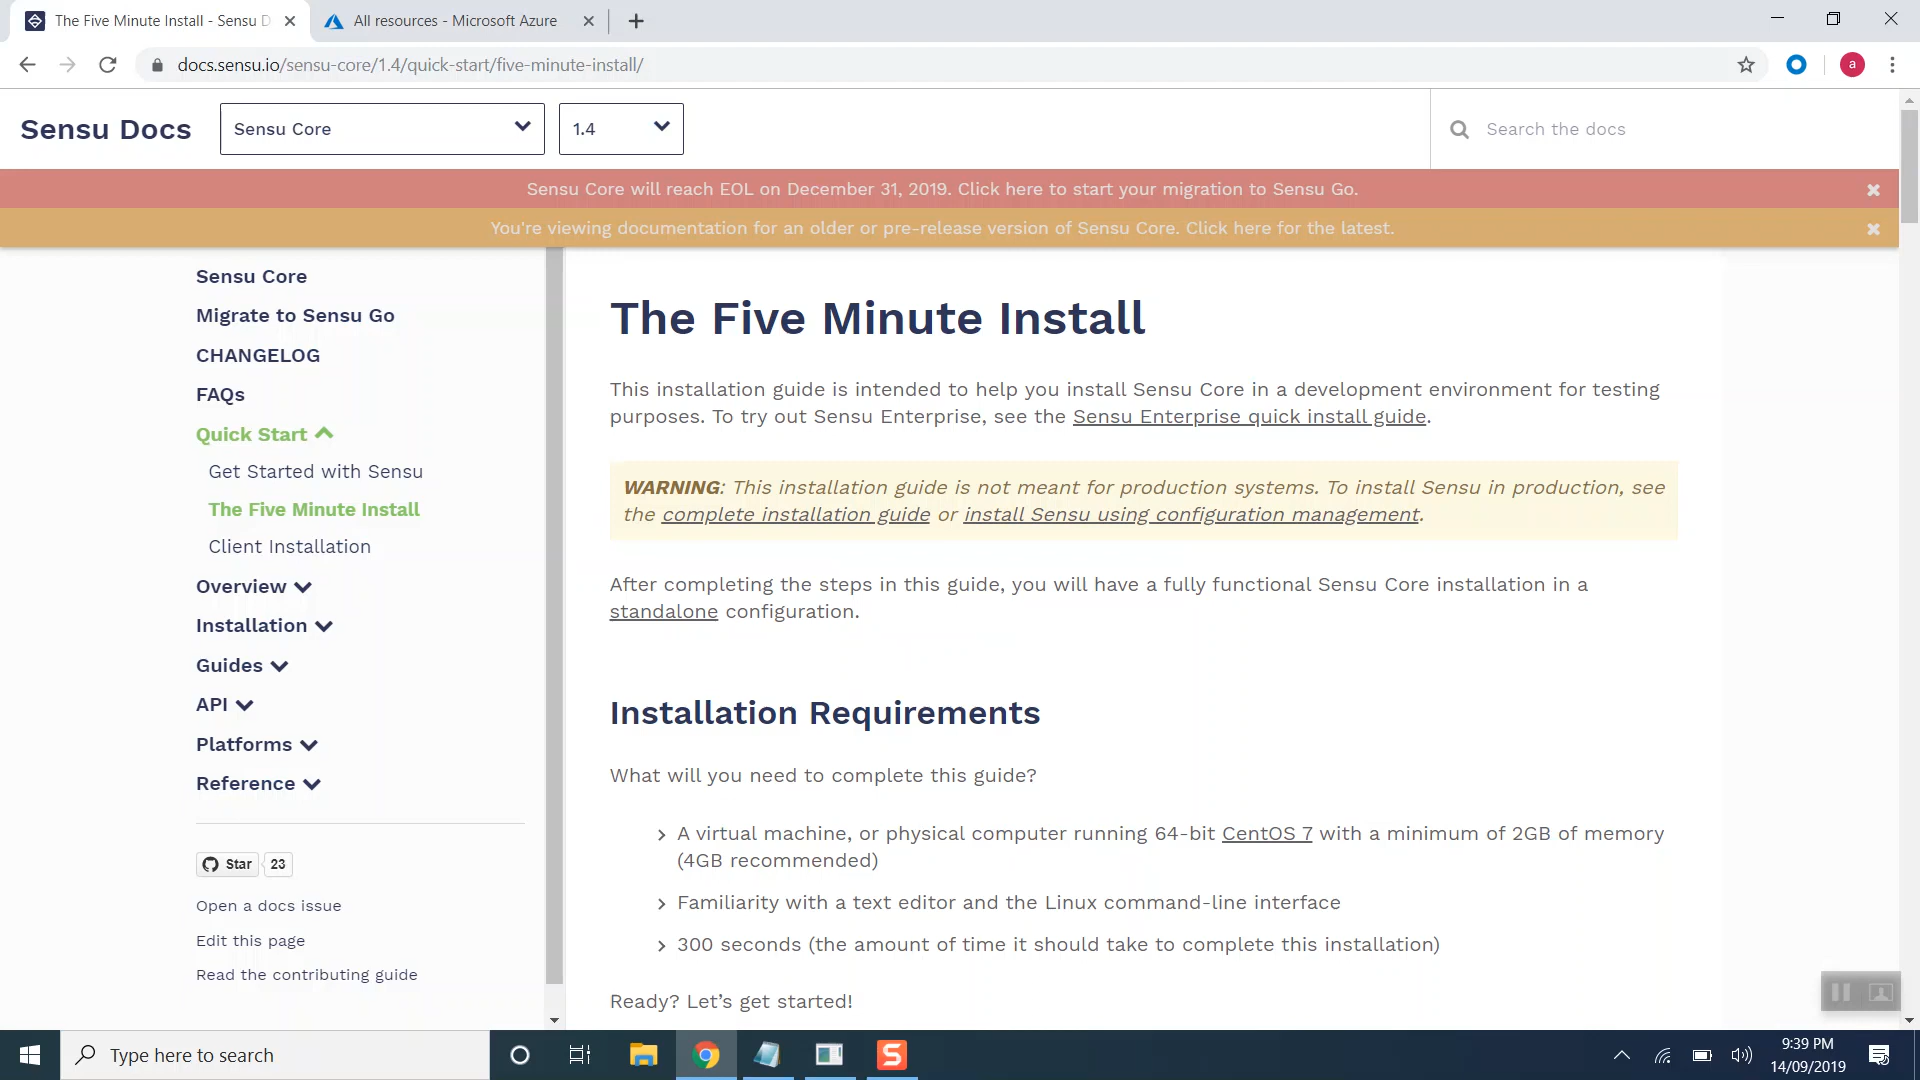 The Five Minute Install - Sensu D
All resources - Microsoft Azure
docs.sensu.io/sensu-core/1.4/quick-start/five-minute-install/
a
Sensu Docs
Sensu Core
1.4
Search the docs
Sensu Core will reach EOL on December 31, 2019. Click here to start your migration to Sensu Go.
You're viewing documentation for an older or pre-release version of Sensu Core. Click here for the latest.
Sensu Core
Migrate to Sensu Go
CHANGELOG
FAQs
Quick Start
Get Started with Sensu
The Five Minute Install
Client Installation
Overview
Installation
Guides
API
Platforms
Reference
Star
23
Open a docs issue
Edit this page
Read the contributing guide
The Five Minute Install
This installation guide is intended to help you install Sensu Core in a development environment for testing
purposes. To try out Sensu Enterprise, see the Sensu Enterprise quick install guide.
WARNING: This installation guide is not meant for production systems. To install Sensu in production, see
the complete installation guide or install Sensu using configuration management.
After completing the steps in this guide, you will have a fully functional Sensu Core installation in a
standalone configuration.
Installation Requirements
What will you need to complete this guide?
A virtual machine, or physical computer running 64-bit CentOS 7 with a minimum of 2GB of memory
(4GB recommended)
Familiarity with a text editor and the Linux command-line interface
300 seconds (the amount of time it should take to complete this installation)
Ready? Let’s get started!
Type here to search
S
9:39 PM
14/09/2019